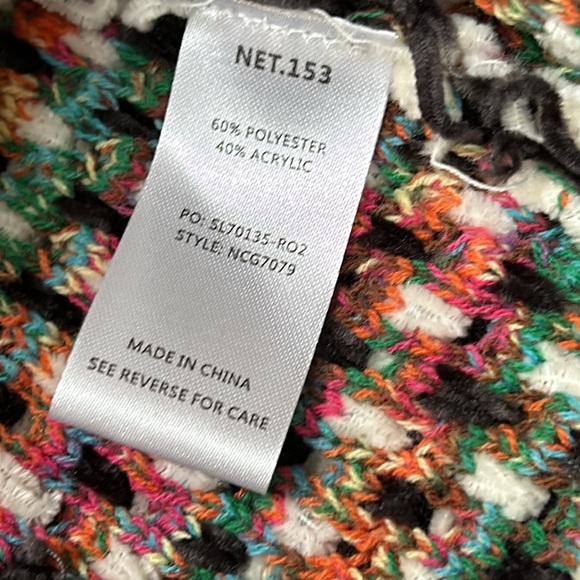 NET.153
60% POLYESTER
40% ACRYLIC
PO: SL70135-RO2
STYLE: NCG7079
MADE IN CHINA
SEE REVERSE FOR CARE